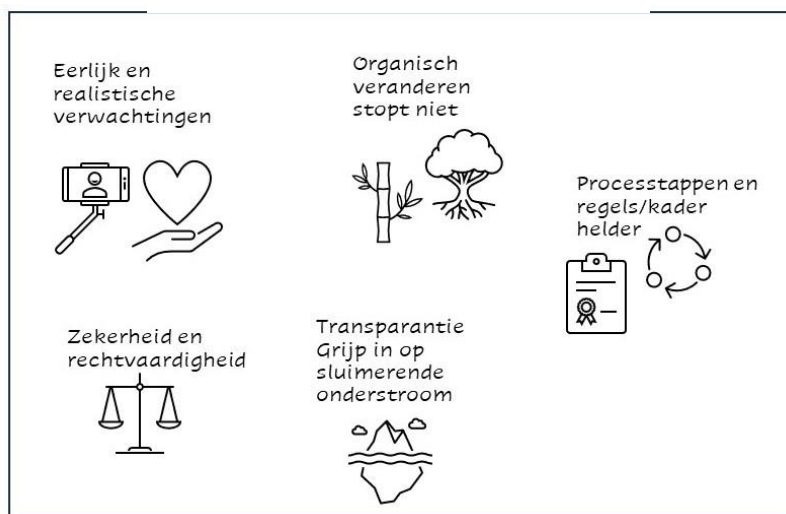 Eerlijk en
realistische
verwachtingen
Organisch
veranderen
stopt niet
Processtappen en
regels/kader
helder
Zekerheid en
rechtvaardigheid
Transparantie
Grijp in op
sluimerende
onderstroom